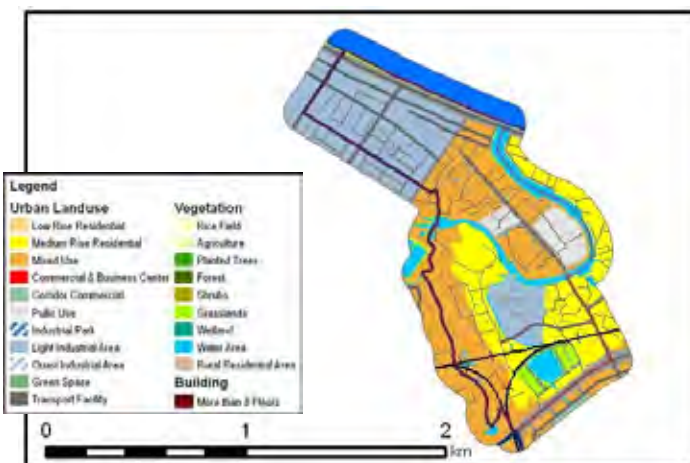 Legend
Urban Landuse
Low Rise Residential
Medium Rise Residential
Mixed Use
Commercial & Business Center
Corridor Commercial
Pulic Use
Industrial Park
Light Industrial Area
Quasi Industrial Area
Green Space
Transport Facility
Vegetation
Rice Field
Agriculture
Planted Trees
Forest
Shrubs
Grasslands
Wetland
Water Area
Rural Residential Area
Building
More than 8 Floors
0 1 2
km